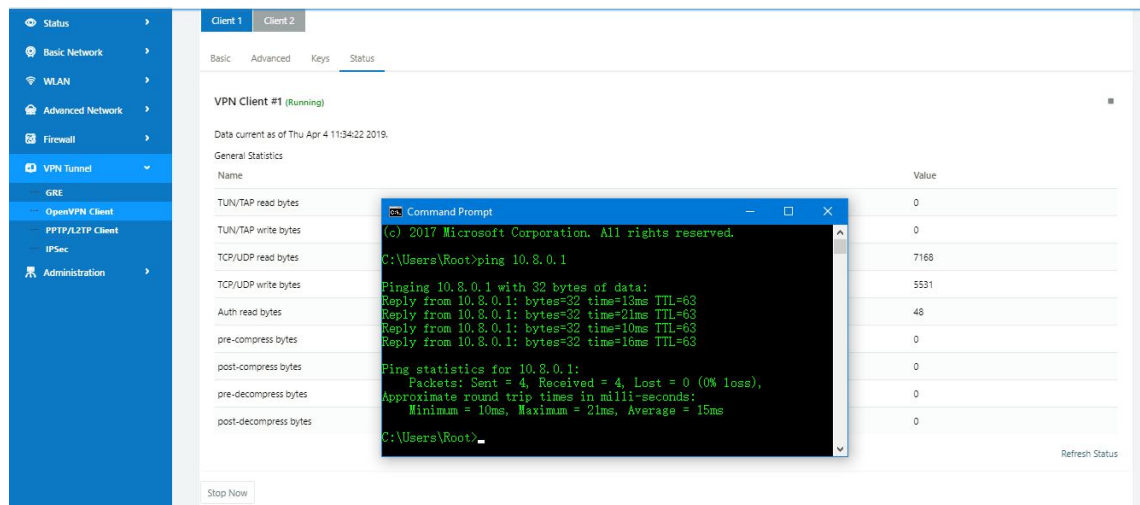 Status
Basic Network
WLAN
Advanced Network
Firewall
VPN Tunnel
GRE
OpenVPN Client
PPTP/L2TP Client
IPSec
Administration
Client 1 Client 2
Basic Advanced Keys Status
VPN Client #1 (Running)
Data current as of Thu Apr 4 11:34:22 2019.
General Statistics
Name Value
TUN/TAP read bytes 0
TUN/TAP write bytes 0
TCP/UDP read bytes 7168
TCP/UDP write bytes 5531
Auth read bytes 48
pre-compress bytes 0
post-compress bytes 0
pre-decompress bytes 0
post-decompress bytes 0
Refresh Status
Stop Now
Command Prompt
(c) 2017 Microsoft Corporation. All rights reserved.
C:\Users\Root>ping 10.8.0.1
Pinging 10.8.0.1 with 32 bytes of data:
Reply from 10.8.0.1: bytes=32 time=13ms TTL=63
Reply from 10.8.0.1: bytes=32 time=21ms TTL=63
Reply from 10.8.0.1: bytes=32 time=10ms TTL=63
Reply from 10.8.0.1: bytes=32 time=16ms TTL=63
Ping statistics for 10.8.0.1:
Packets: Sent = 4, Received = 4, Lost = 0 (0% loss),
Approximate round trip times in milli-seconds:
Minimum = 10ms, Maximum = 21ms, Average = 15ms
C:\Users\Root>